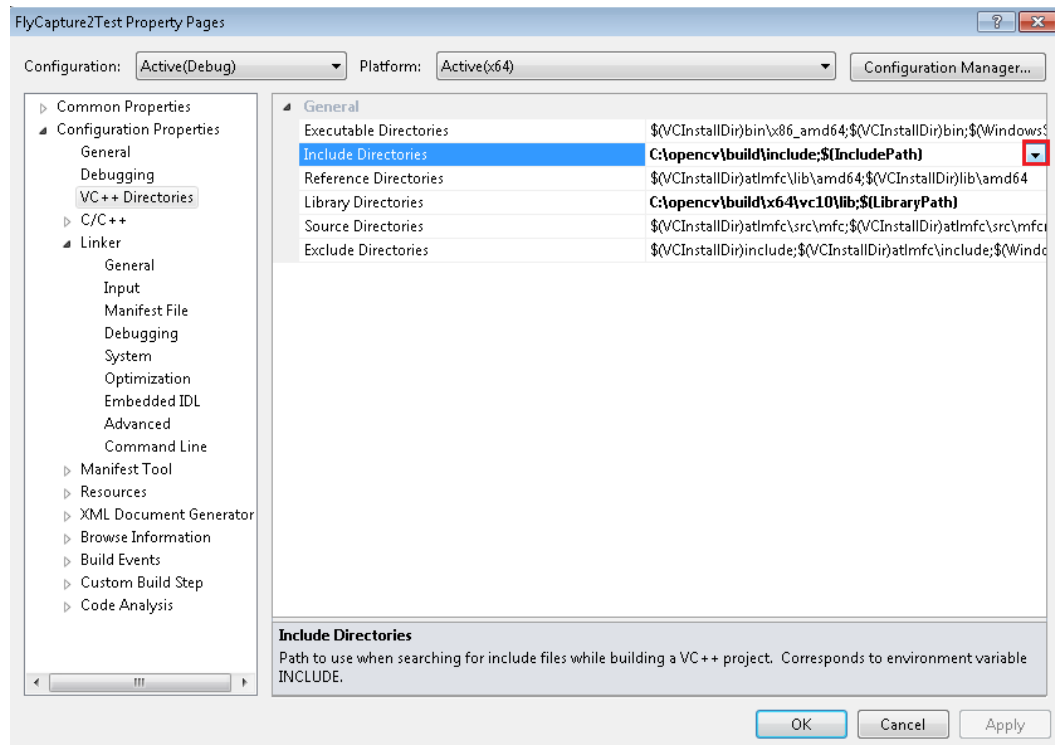 FlyCapture2Test Property Pages
Configuration: Active(Debug) Platform: Active(x64) Configuration Manager...
Common Properties
Configuration Properties
General
Debugging
VC++ Directories
C/C++
Linker
General
Input
Manifest File
Debugging
System
Optimization
Embedded IDL
Advanced
Command Line
Manifest Tool
Resources
XML Document Generator
Browse Information
Build Events
Custom Build Step
Code Analysis
General
Executable Directories $(VCInstallDir)bin\x86_amd64;$(VCInstallDir)bin;$(WindowsS
Include Directories C:\opencv\build\include;$(IncludePath)
Reference Directories $(VCInstallDir)atlmfc\lib\amd64;$(VCInstallDir)lib\amd64
Library Directories C:\opencv\build\x64\vc10\lib;$(LibraryPath)
Source Directories $(VCInstallDir)atlmfc\src\mfc;$(VCInstallDir)atlmfc\src\mfcm
Exclude Directories $(VCInstallDir)include;$(VCInstallDir)atlmfc\include;$(Windo
Include Directories
Path to use when searching for include files while building a VC++ project. Corresponds to environment variable
INCLUDE.
OK Cancel Apply